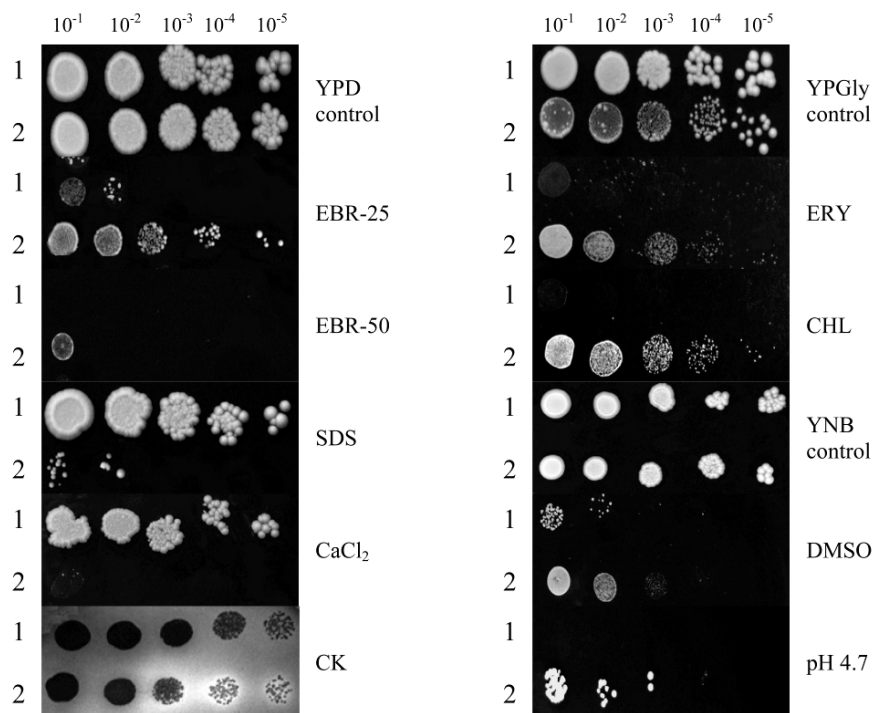 10⁻¹ 10⁻² 10⁻³ 10⁻⁴ 10⁻⁵
1
YPD
control
2
1
EBR-25
2
1
EBR-50
2
1
SDS
2
1
CaCl₂
2
1
CK
2
10⁻¹ 10⁻² 10⁻³ 10⁻⁴ 10⁻⁵
1
YPGly
control
2
1
ERY
2
1
CHL
2
1
YNB
control
2
1
DMSO
2
1
pH 4.7
2